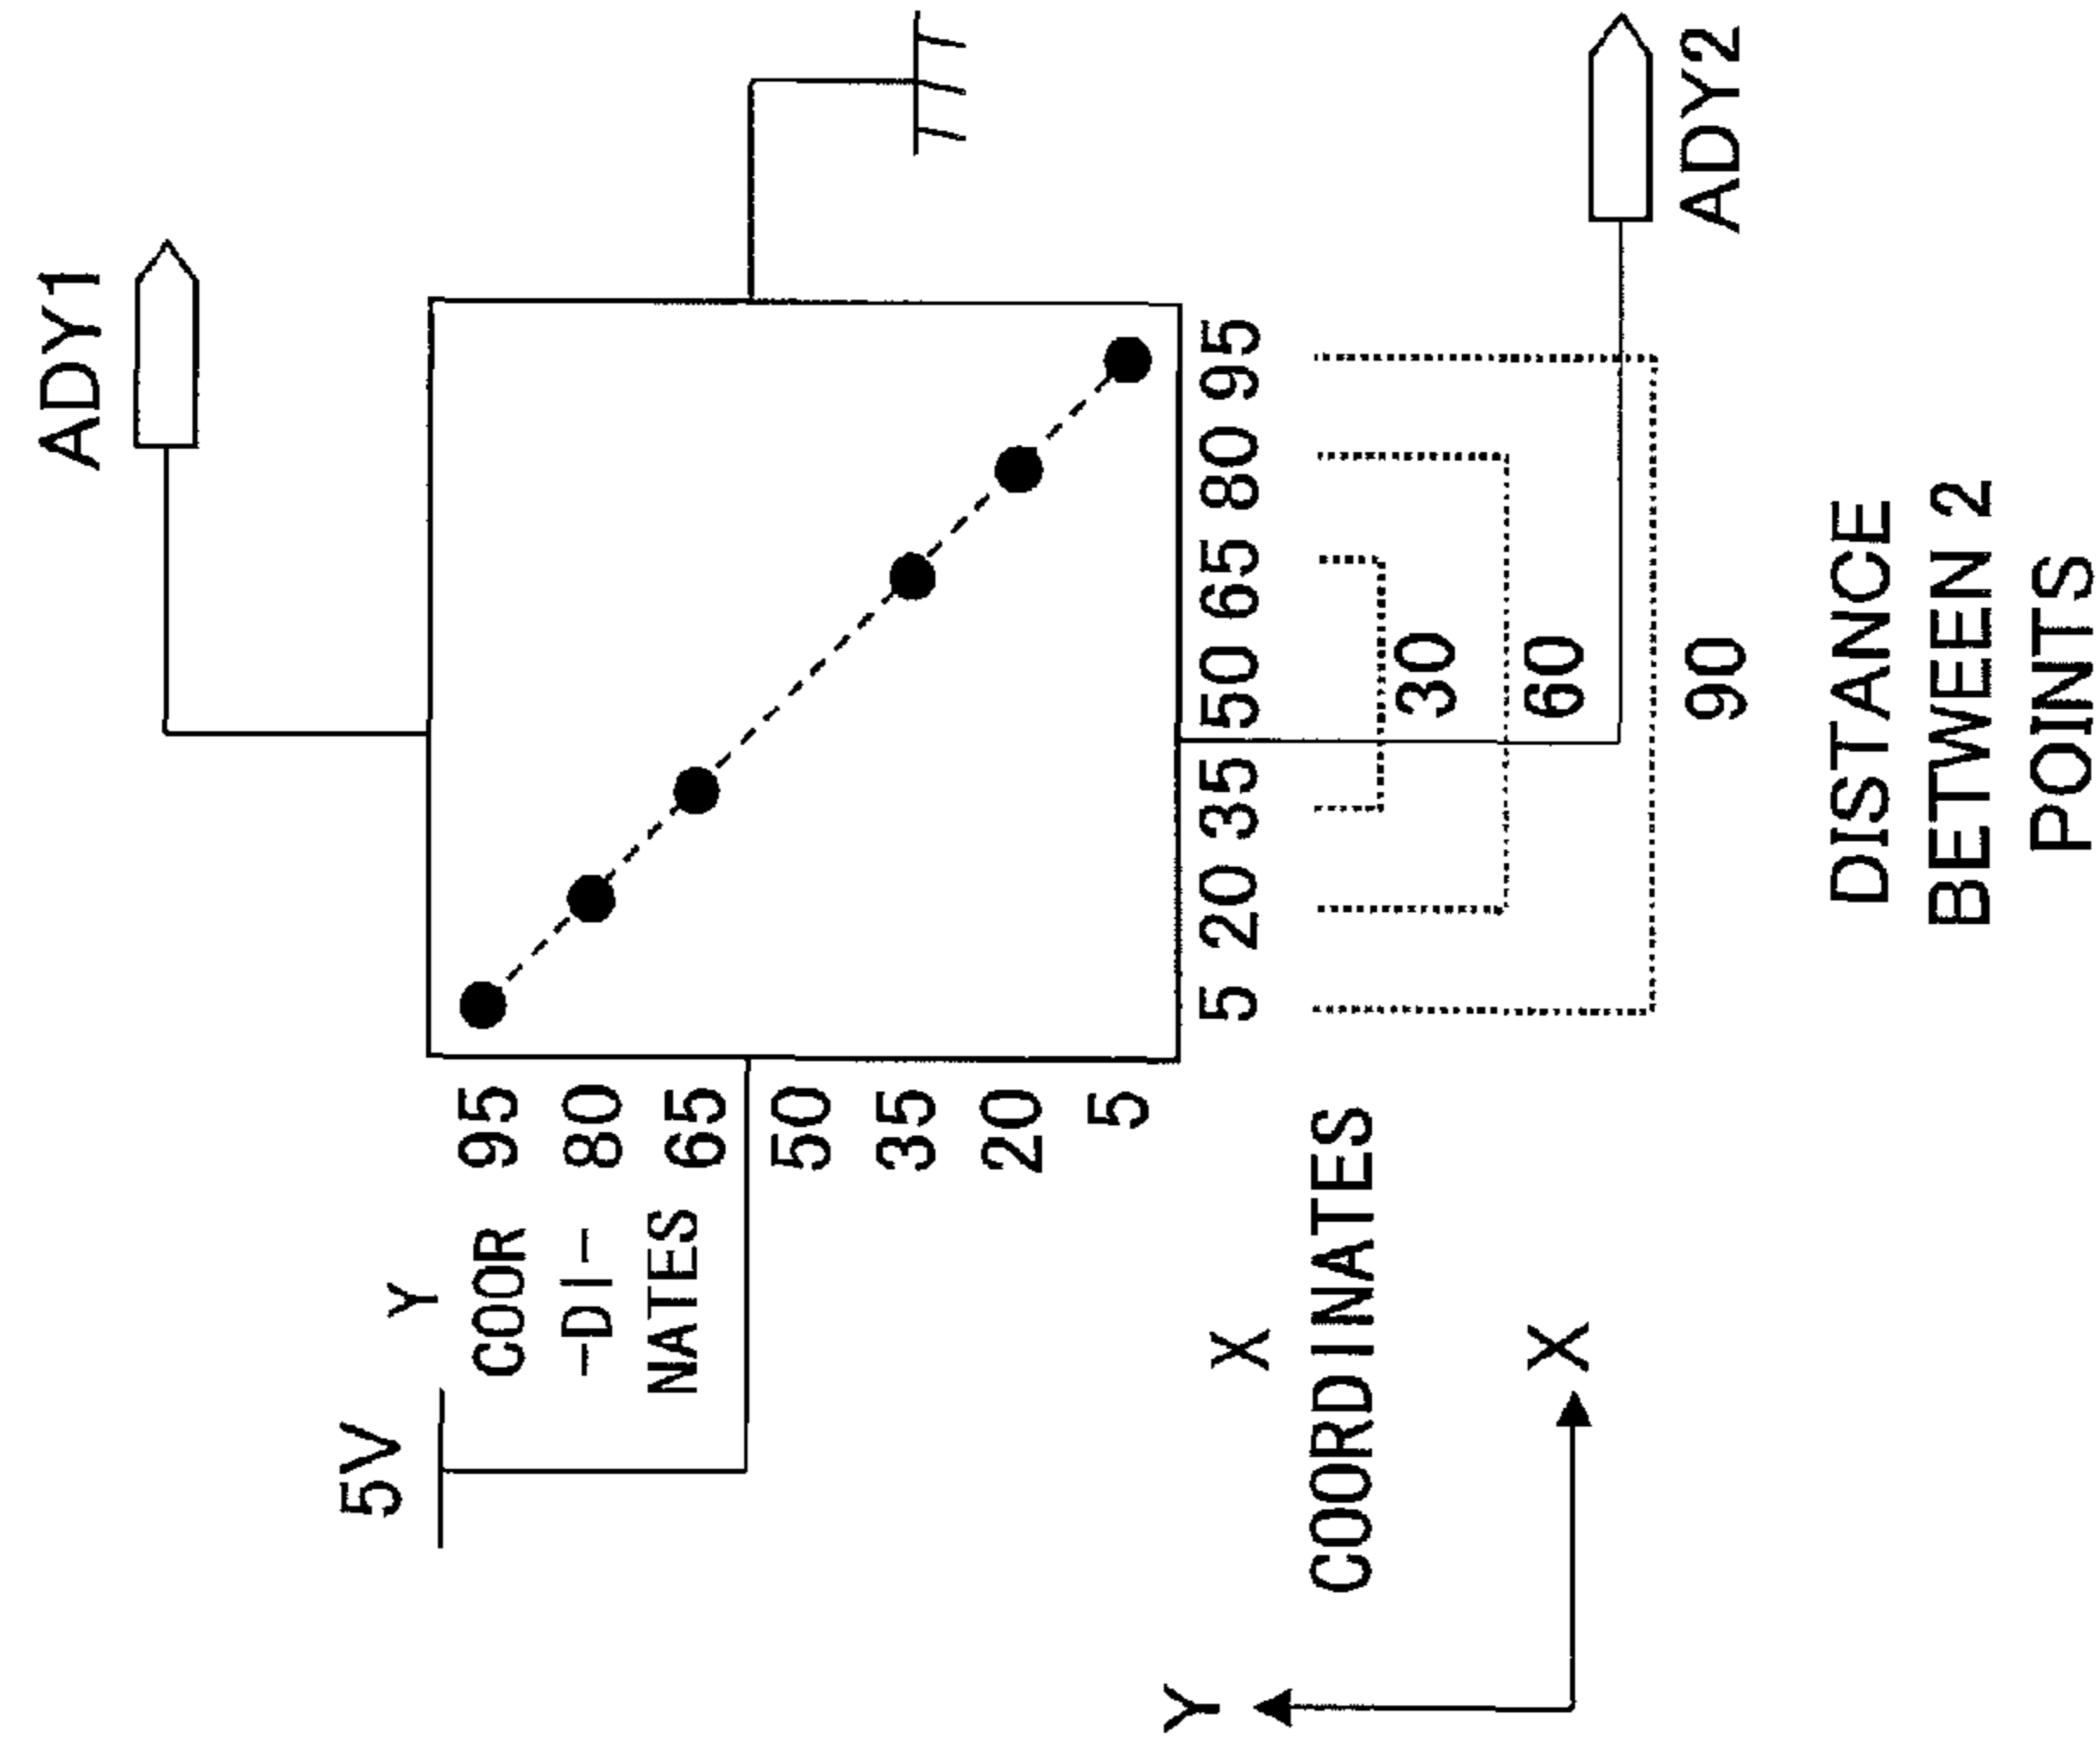 ADY1
5V
Y
COOR
-DI-
NATES
95
80
65
50
35
20
5
X
COORDINATES
5 20 35 50 65 80 95
30
60
90
ADY2
DISTANCE
BETWEEN 2
POINTS
Y
X